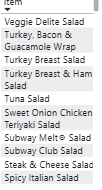 Item
Veggie Delite Salad
Turkey, Bacon &
Guacamole Wrap
Turkey Breast Salad
Turkey Breast & Ham
Salad
Tuna Salad
Sweet Onion Chicken
Teriyaki Salad
Subway Melt® Salad
Subway Club Salad
Steak & Cheese Salad
Spicy Italian Salad